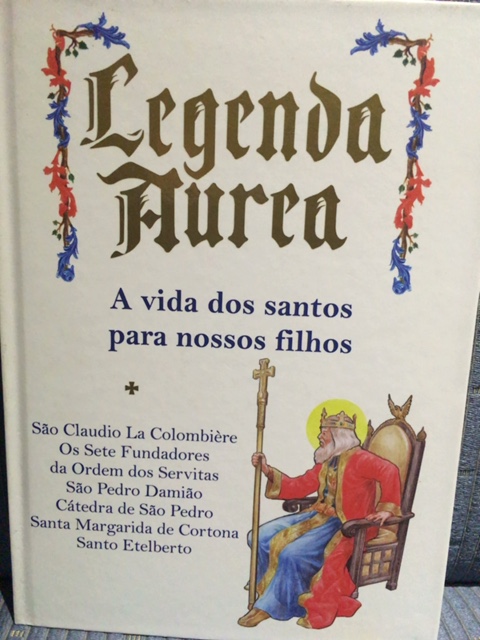 Legenda
Aurea
A vida dos santos
para nossos filhos
São Claudio La Colombière
Os Sete Fundadores
da Ordem dos Servitas
São Pedro Damião
Cátedra de São Pedro
Santa Margarida de Cortona
Santo Etelberto